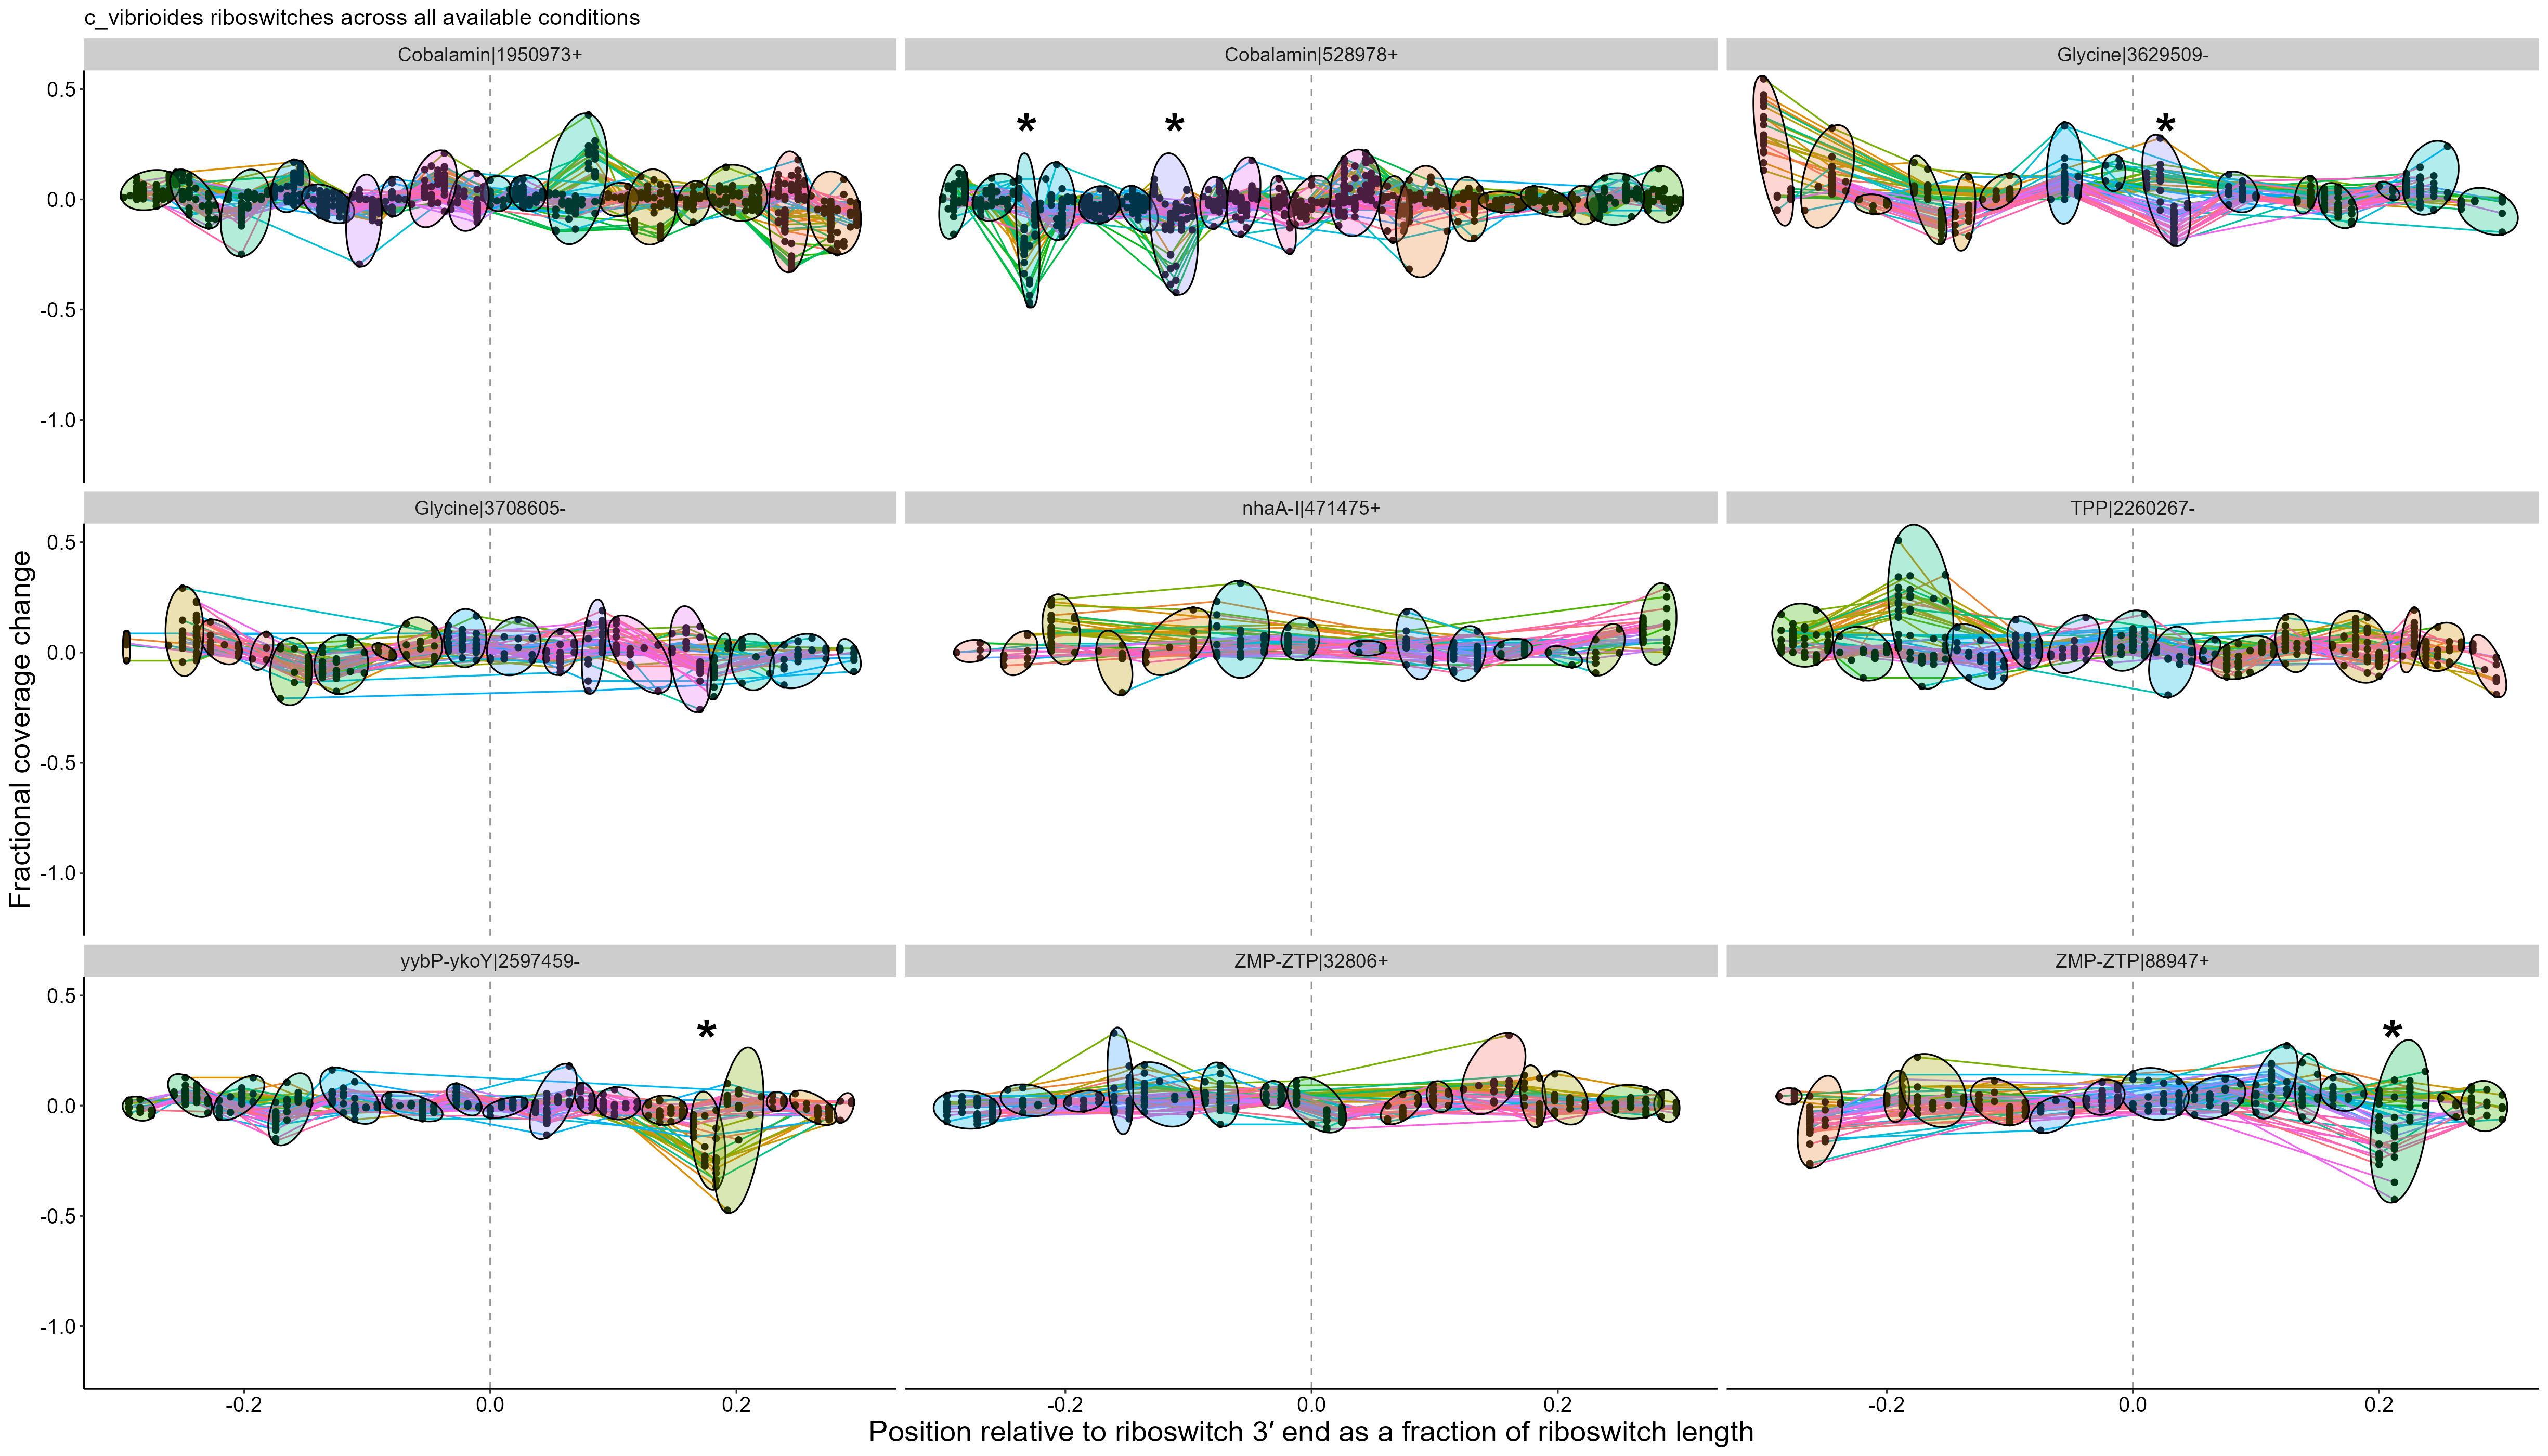 c_vibrioides riboswitches across all available conditions
Cobalamin|1950973+
Cobalamin|528978+
Glycine|3629509-
0.5
0.0
-0.5
-1.0
*
*
*
Glycine|3708605-
nhaA-I|471475+
TPP|2260267-
0.5
0.0
-0.5
-1.0
Fractional coverage change
yybP-ykoY|2597459-
ZMP-ZTP|32806+
ZMP-ZTP|88947+
0.5
0.0
-0.5
-1.0
*
*
-0.2 0.0 0.2
-0.2 0.0 0.2
-0.2 0.0 0.2
Position relative to riboswitch 3′ end as a fraction of riboswitch length